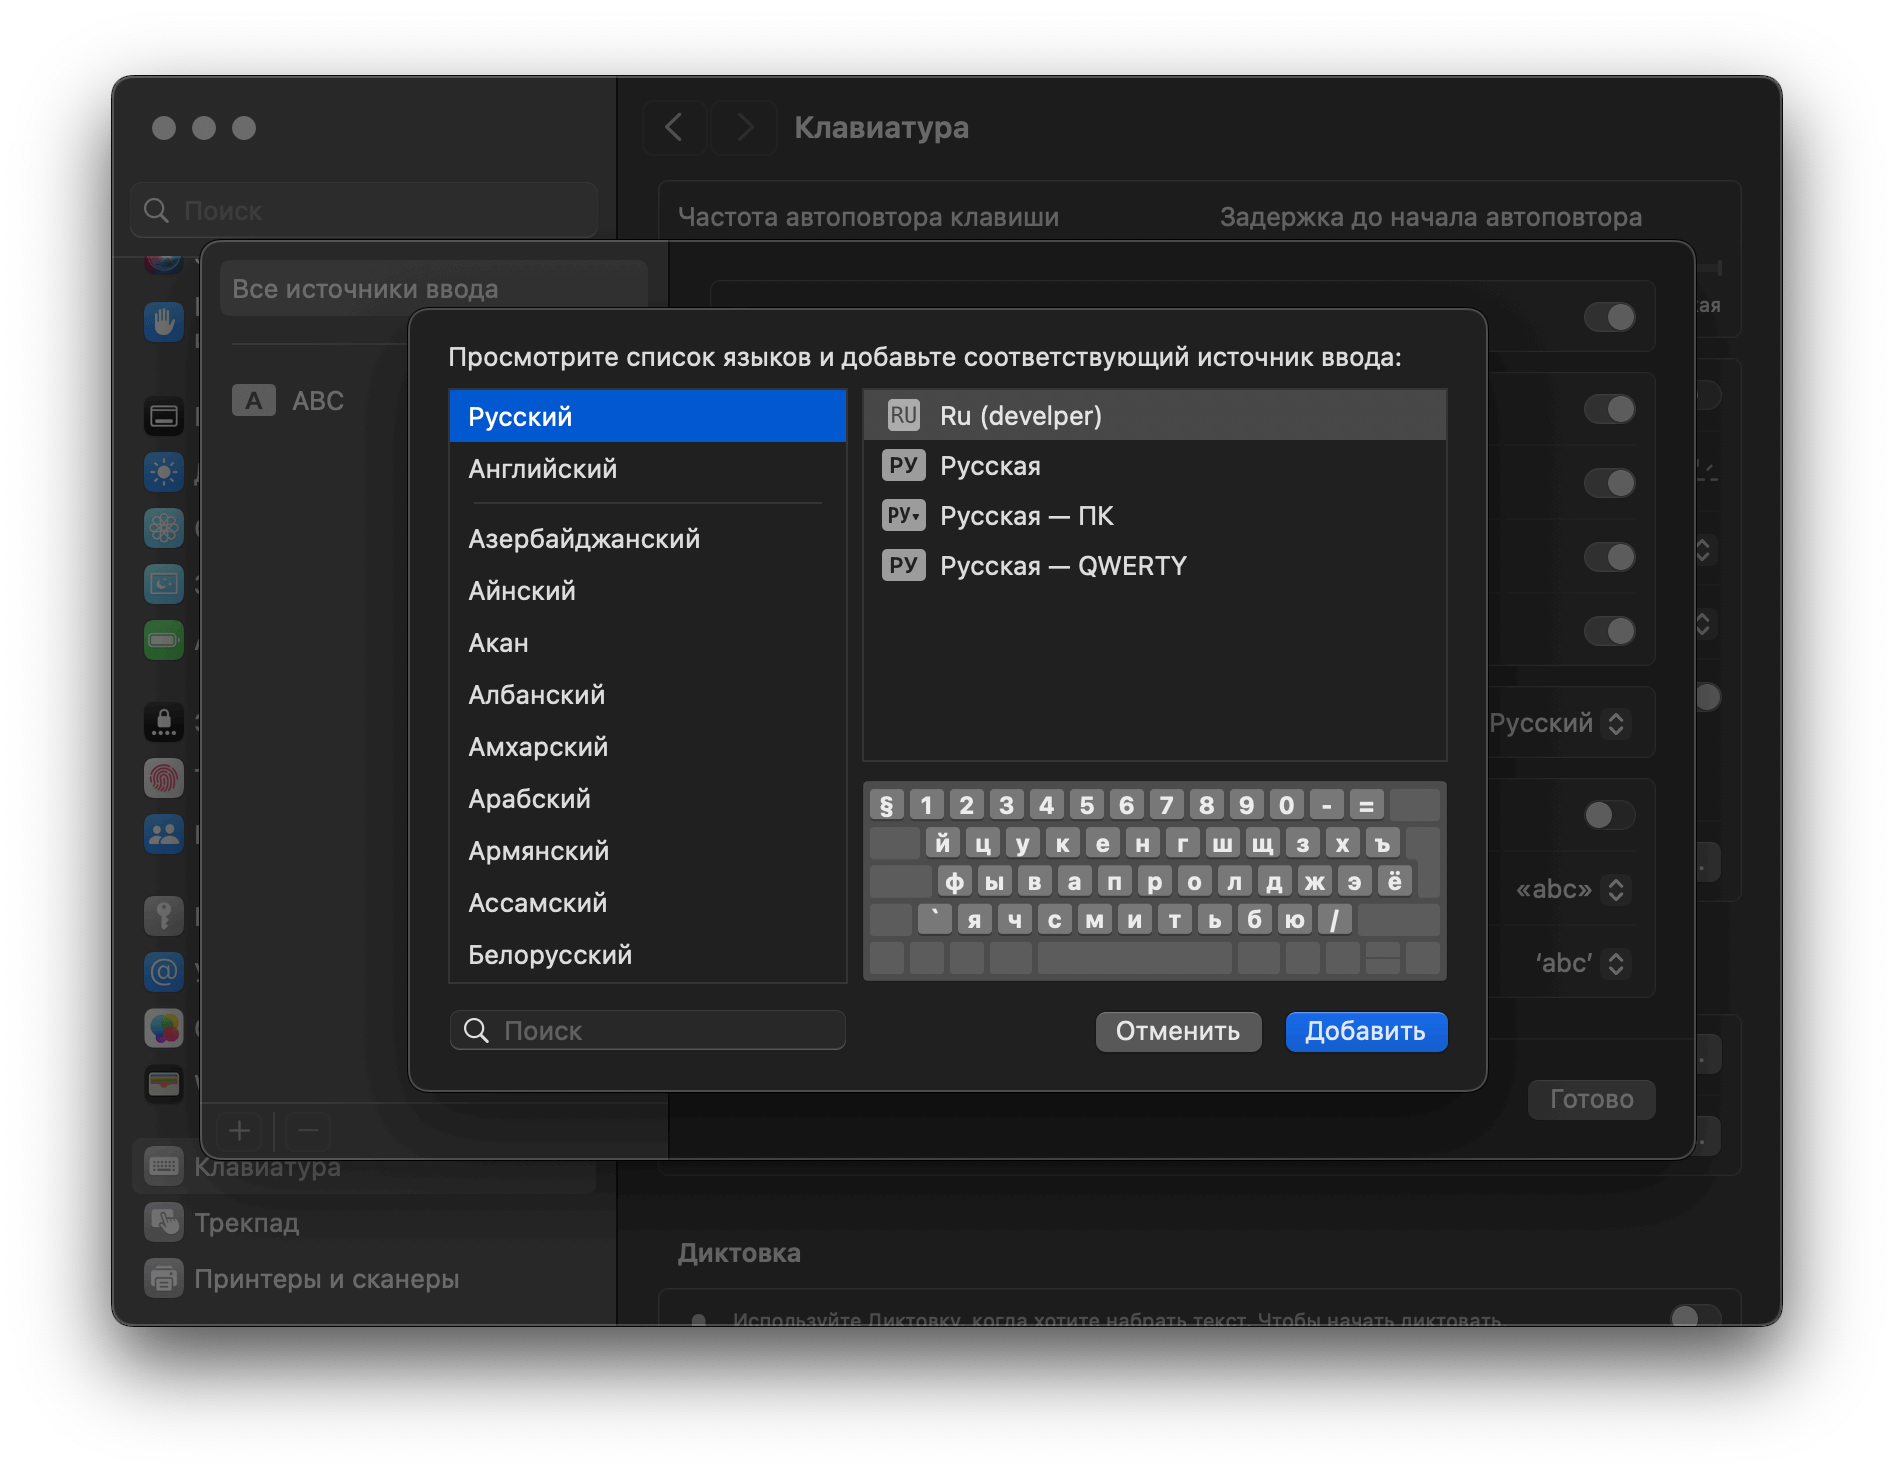 Клавиатура
Поиск
Частота автоповтора клавиши
Задержка до начала автоповтора
Все источники ввода
A ABC
Просмотрите список языков и добавьте соответствующий источник ввода:
Русский
Английский
Азербайджанский
Айнский
Акан
Албанский
Амхарский
Арабский
Армянский
Ассамский
Белорусский
Поиск
RU Ru (develper)
РУ Русская
РУ Русская — ПК
РУ Русская — QWERTY
§ 1 2 3 4 5 6 7 8 9 0 - =
й ц у к е н г ш щ з х ъ
ф ы в а п р о л д ж э ё
` я ч с м и т ь б ю /
Отменить
Добавить
Русский
«abc»
‘abc’
Готово
Клавиатура
Трекпад
Принтеры и сканеры
Диктовка
Используйте Диктовку, когда хотите набрать текст. Чтобы начать диктовать,